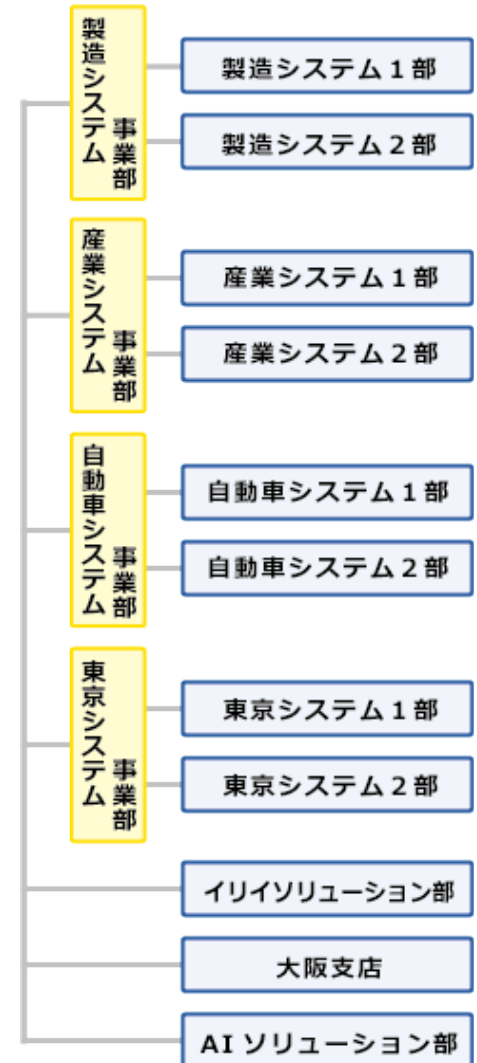 製造システム
事業部
製造システム１部
製造システム２部
産業システム
事業部
産業システム１部
産業システム２部
自動車システム
事業部
自動車システム１部
自動車システム２部
東京システム
事業部
東京システム１部
東京システム２部
イリイソリューション部
大阪支店
AI ソリューション部